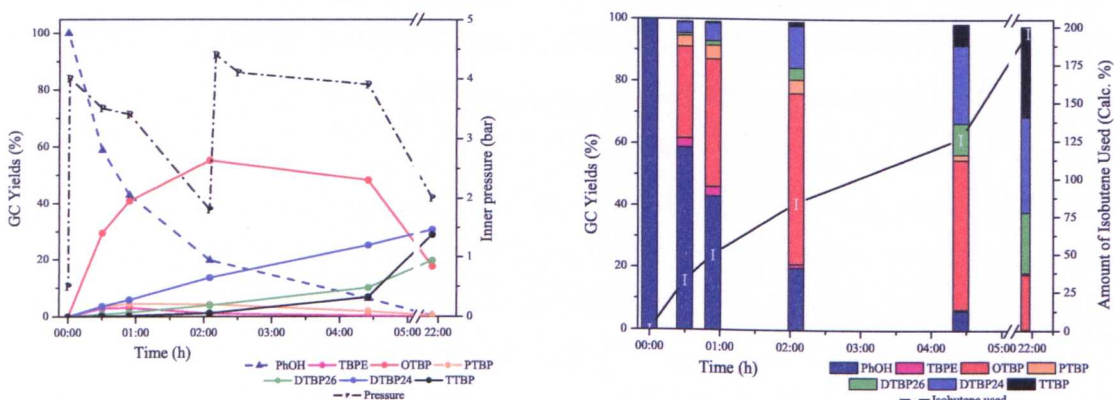 GC Yields (%)
100
80
60
40
20
0
5
4
3
2
1
0
Inner pressure (bar)
P
00:00 01:00 02:00 03:00 04:00 05:00 22:00
Time (h)
PhOH TBPE OTBP PTBP
DTBP26 DTBP24 TTBP
Pressure
GC Yields (%)
100
80
60
40
20
0
200
175
150
125
100
75
50
25
0
Amount of Isobutene Used (Calc. %)
I
00:00 01:00 02:00 03:00 04:00 05:00 22:00
Time (h)
PhOH TBPE OTBP PTBP
DTBP26 DTBP24 TTBP
Isobutene used